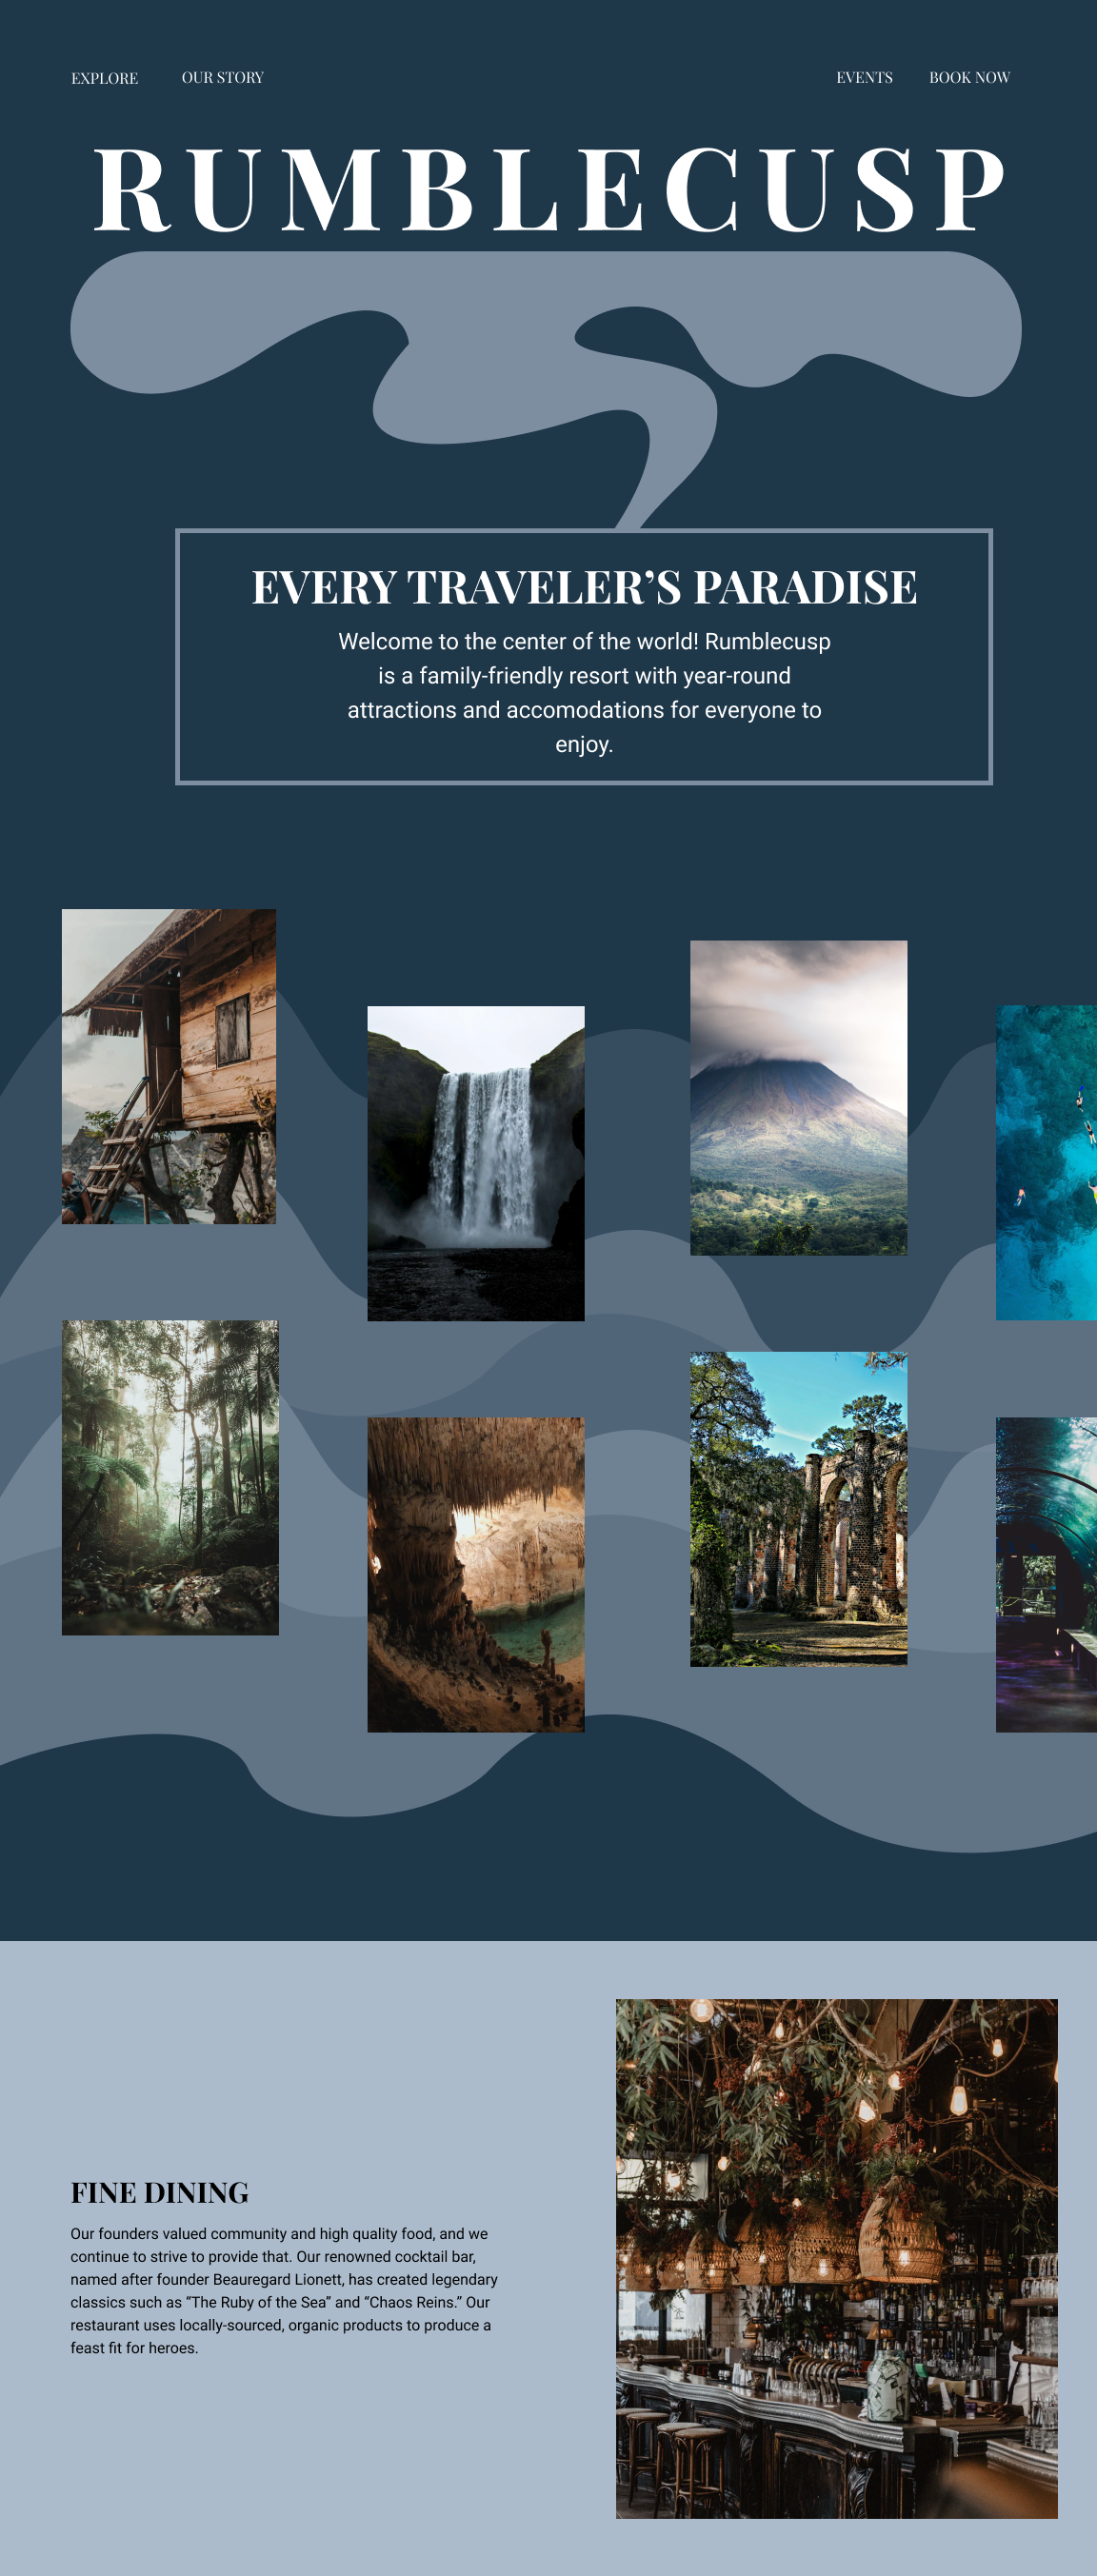 EXPLORE
OUR STORY
EVENTS
BOOK NOW
RUMBLECUSP
EVERY TRAVELER’S PARADISE
Welcome to the center of the world! Rumblecusp
is a family-friendly resort with year-round
attractions and accomodations for everyone to
enjoy.
FINE DINING
Our founders valued community and high quality food, and we
continue to strive to provide that. Our renowned cocktail bar,
named after founder Beauregard Lionett, has created legendary
classics such as “The Ruby of the Sea” and “Chaos Reins.” Our
restaurant uses locally-sourced, organic products to produce a
feast fit for heroes.